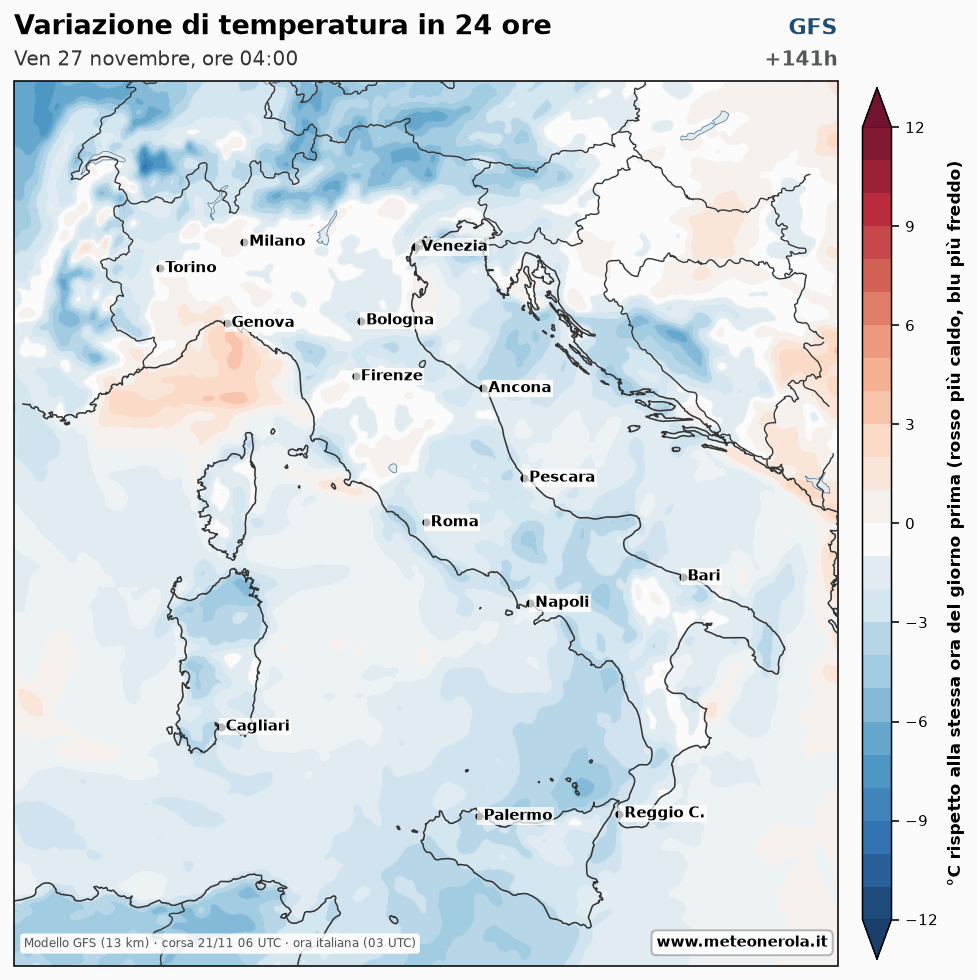 Variazione di temperatura in 24 ore
GFS
Ven 27 novembre, ore 04:00
+141h
Milano
Venezia
Torino
Genova
Bologna
Firenze
Ancona
Pescara
Roma
Bari
Napoli
Cagliari
Palermo
Reggio C.
12
9
6
3
0
−3
−6
−9
−12
°C rispetto alla stessa ora del giorno prima (rosso più caldo, blu più freddo)
Modello GFS (13 km) · corsa 21/11 06 UTC · ora italiana (03 UTC)
www.meteonerola.it